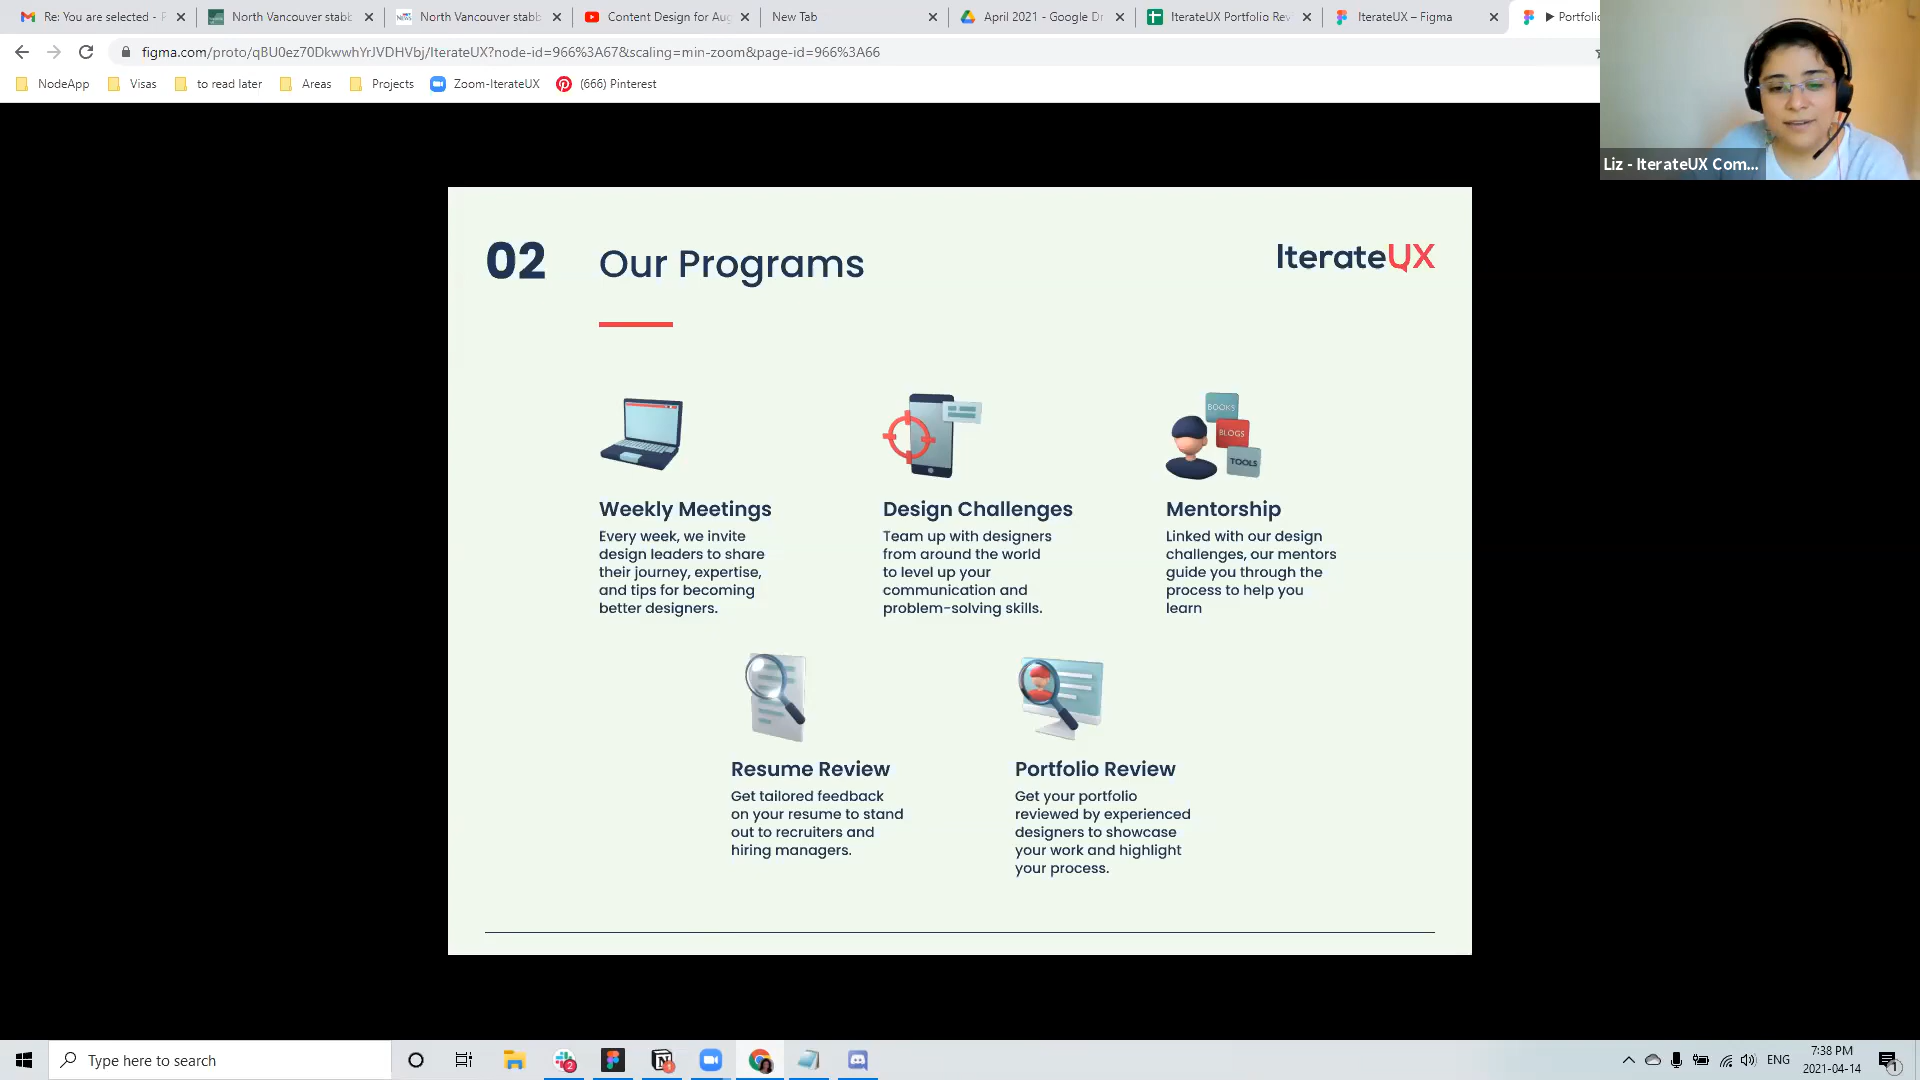 Re: You are selected - F
North Vancouver stabb
North Vancouver stabb
Content Design for Aug
New Tab
April 2021 - Google Dr
IterateUX Portfolio Rev
IterateUX – Figma
Portfolio
figma.com/proto/qBU0ez70DkwwhYrJVDHVbj/IterateUX?node-id=966%3A67&scaling=min-zoom&page-id=966%3A66
NodeApp
Visas
to read later
Areas
Projects
Zoom-IterateUX
(666) Pinterest
Liz - IterateUX Com...
02
Our Programs
IterateUX
BOOKS
BLOGS
TOOLS
Weekly Meetings
Every week, we invite
design leaders to share
their journey, expertise,
and tips for becoming
better designers.
Design Challenges
Team up with designers
from around the world
to level up your
communication and
problem-solving skills.
Mentorship
Linked with our design
challenges, our mentors
guide you through the
process to help you
learn
Resume Review
Get tailored feedback
on your resume to stand
out to recruiters and
hiring managers.
Portfolio Review
Get your portfolio
reviewed by experienced
designers to showcase
your work and highlight
your process.
Type here to search
2
1
ENG
7:38 PM
2021-04-14
1